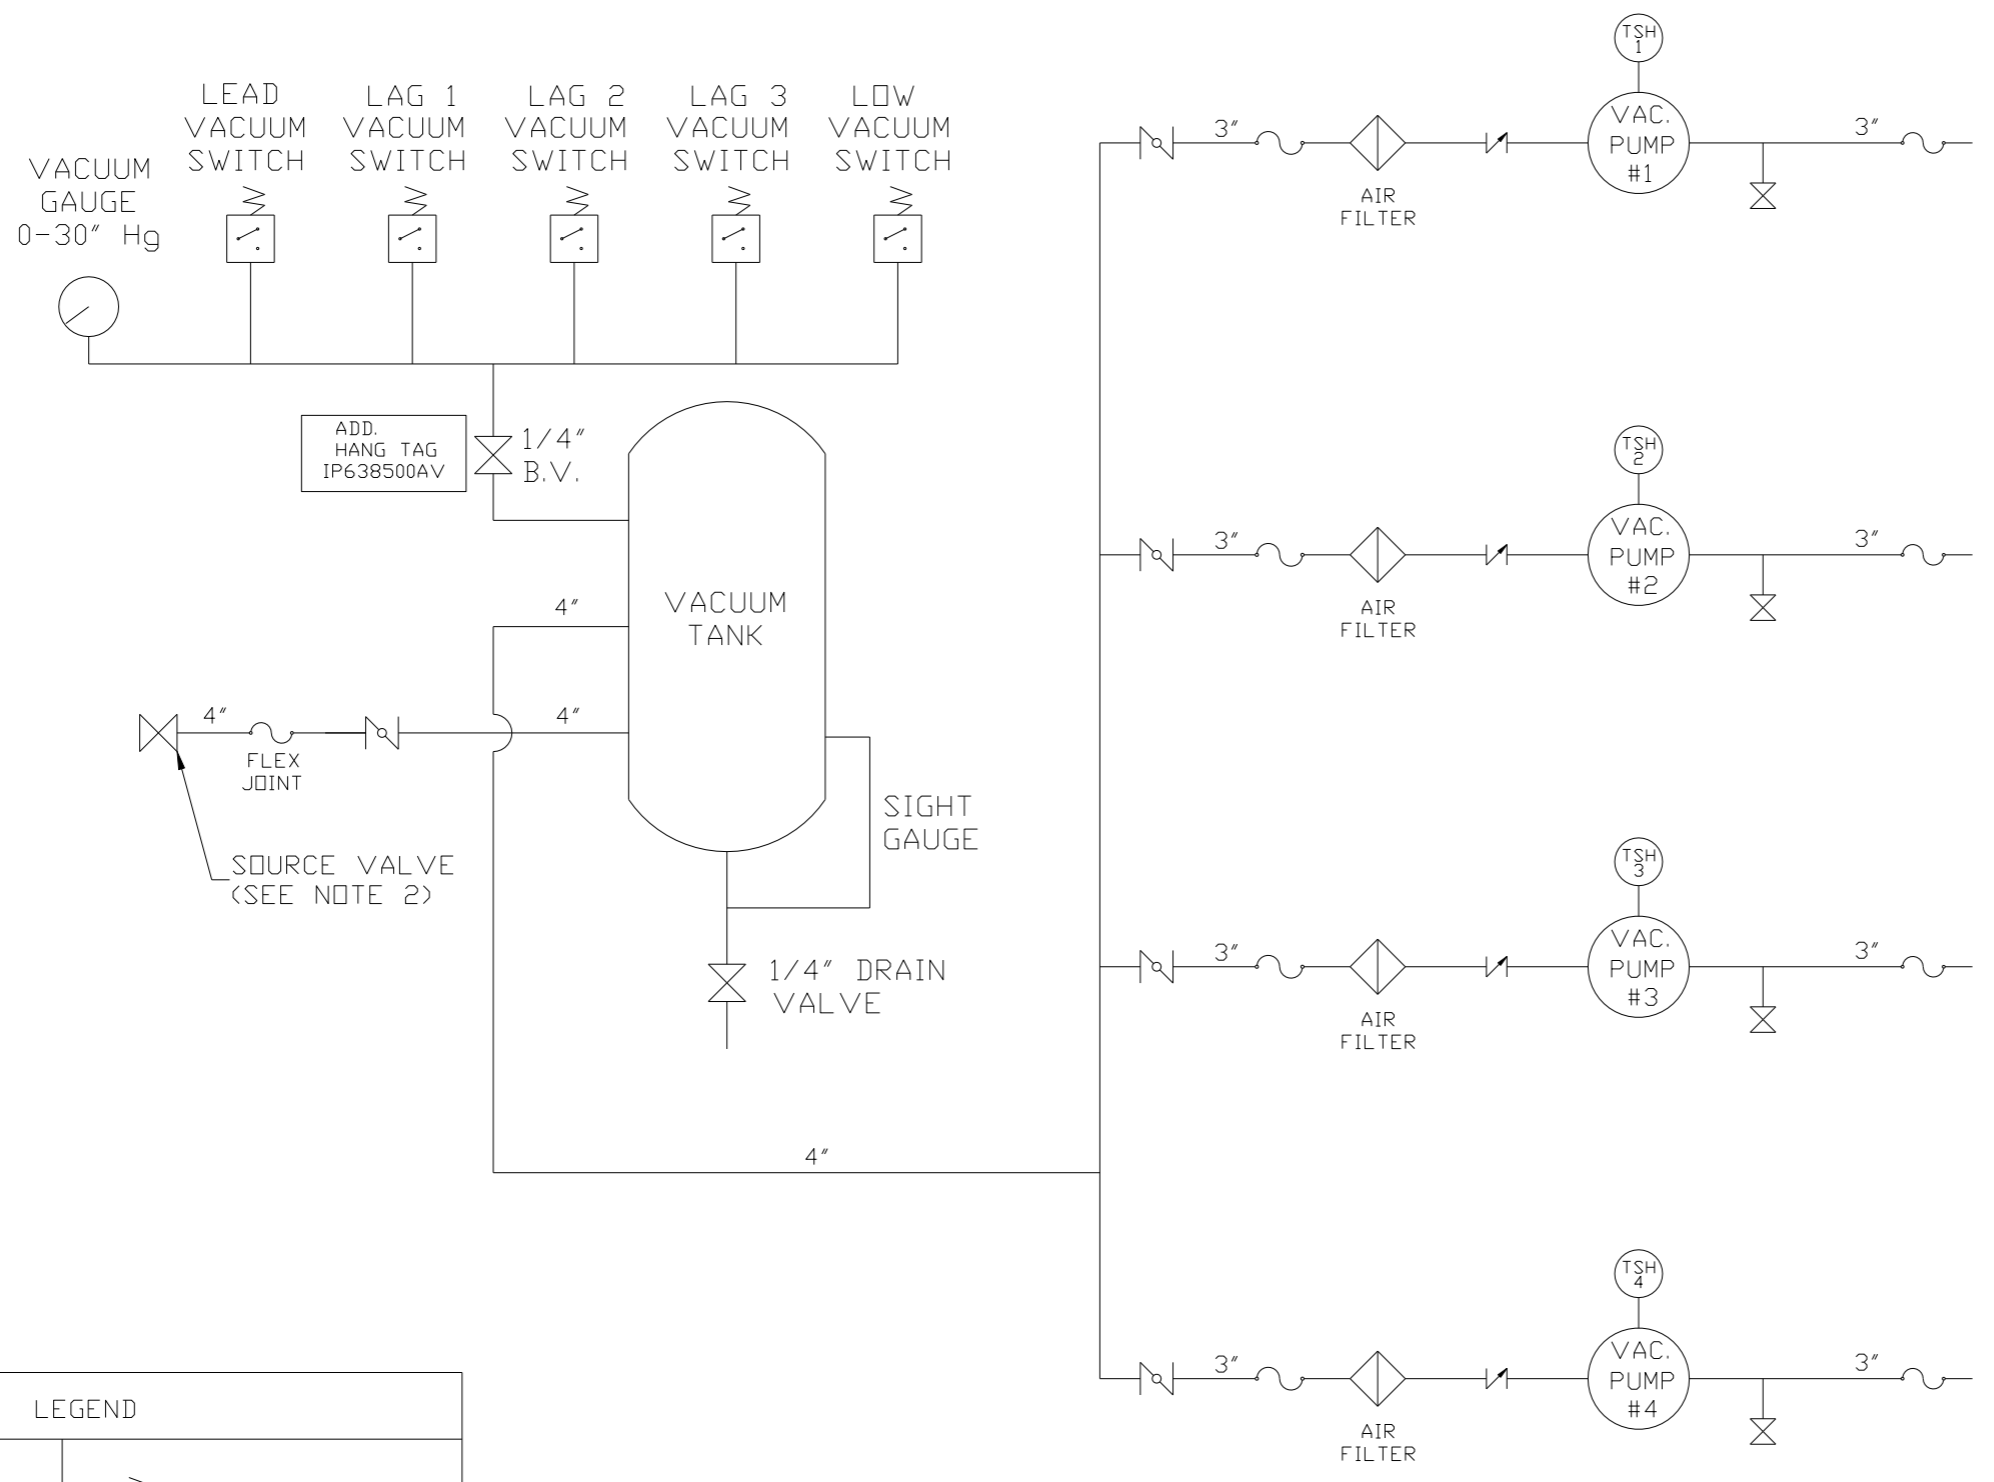 LEAD
VACUUM
SWITCH
LAG 1
VACUUM
SWITCH
LAG 2
VACUUM
SWITCH
LAG 3
VACUUM
SWITCH
LOW
VACUUM
SWITCH
VACUUM
GAUGE
0-30" Hg
ADD.
HANG TAG
IP638500AV
1/4"
B.V.
VACUUM
TANK
4"
4"
4"
FLEX
JOINT
SOURCE VALVE
(SEE NOTE 2)
SIGHT
GAUGE
1/4" DRAIN
VALVE
4"
TSH
1
3"
AIR
FILTER
VAC.
PUMP
#1
3"
TSH
2
3"
AIR
FILTER
VAC.
PUMP
#2
3"
TSH
3
3"
AIR
FILTER
VAC.
PUMP
#3
3"
TSH
4
3"
AIR
FILTER
VAC.
PUMP
#4
3"
LEGEND